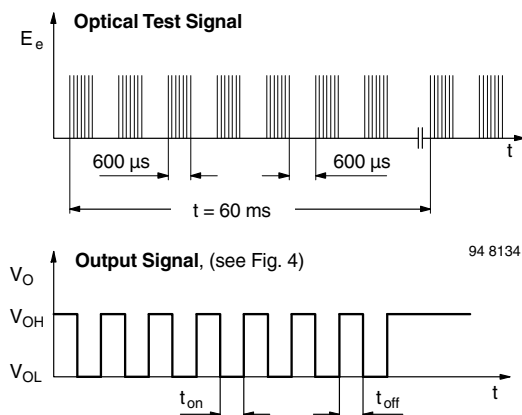 Optical Test Signal
E e
t
600 µs
600 µs
t = 60 ms
94 8134
Output Signal, (see Fig. 4)
V O
V OH
V OL
t on
t off
t